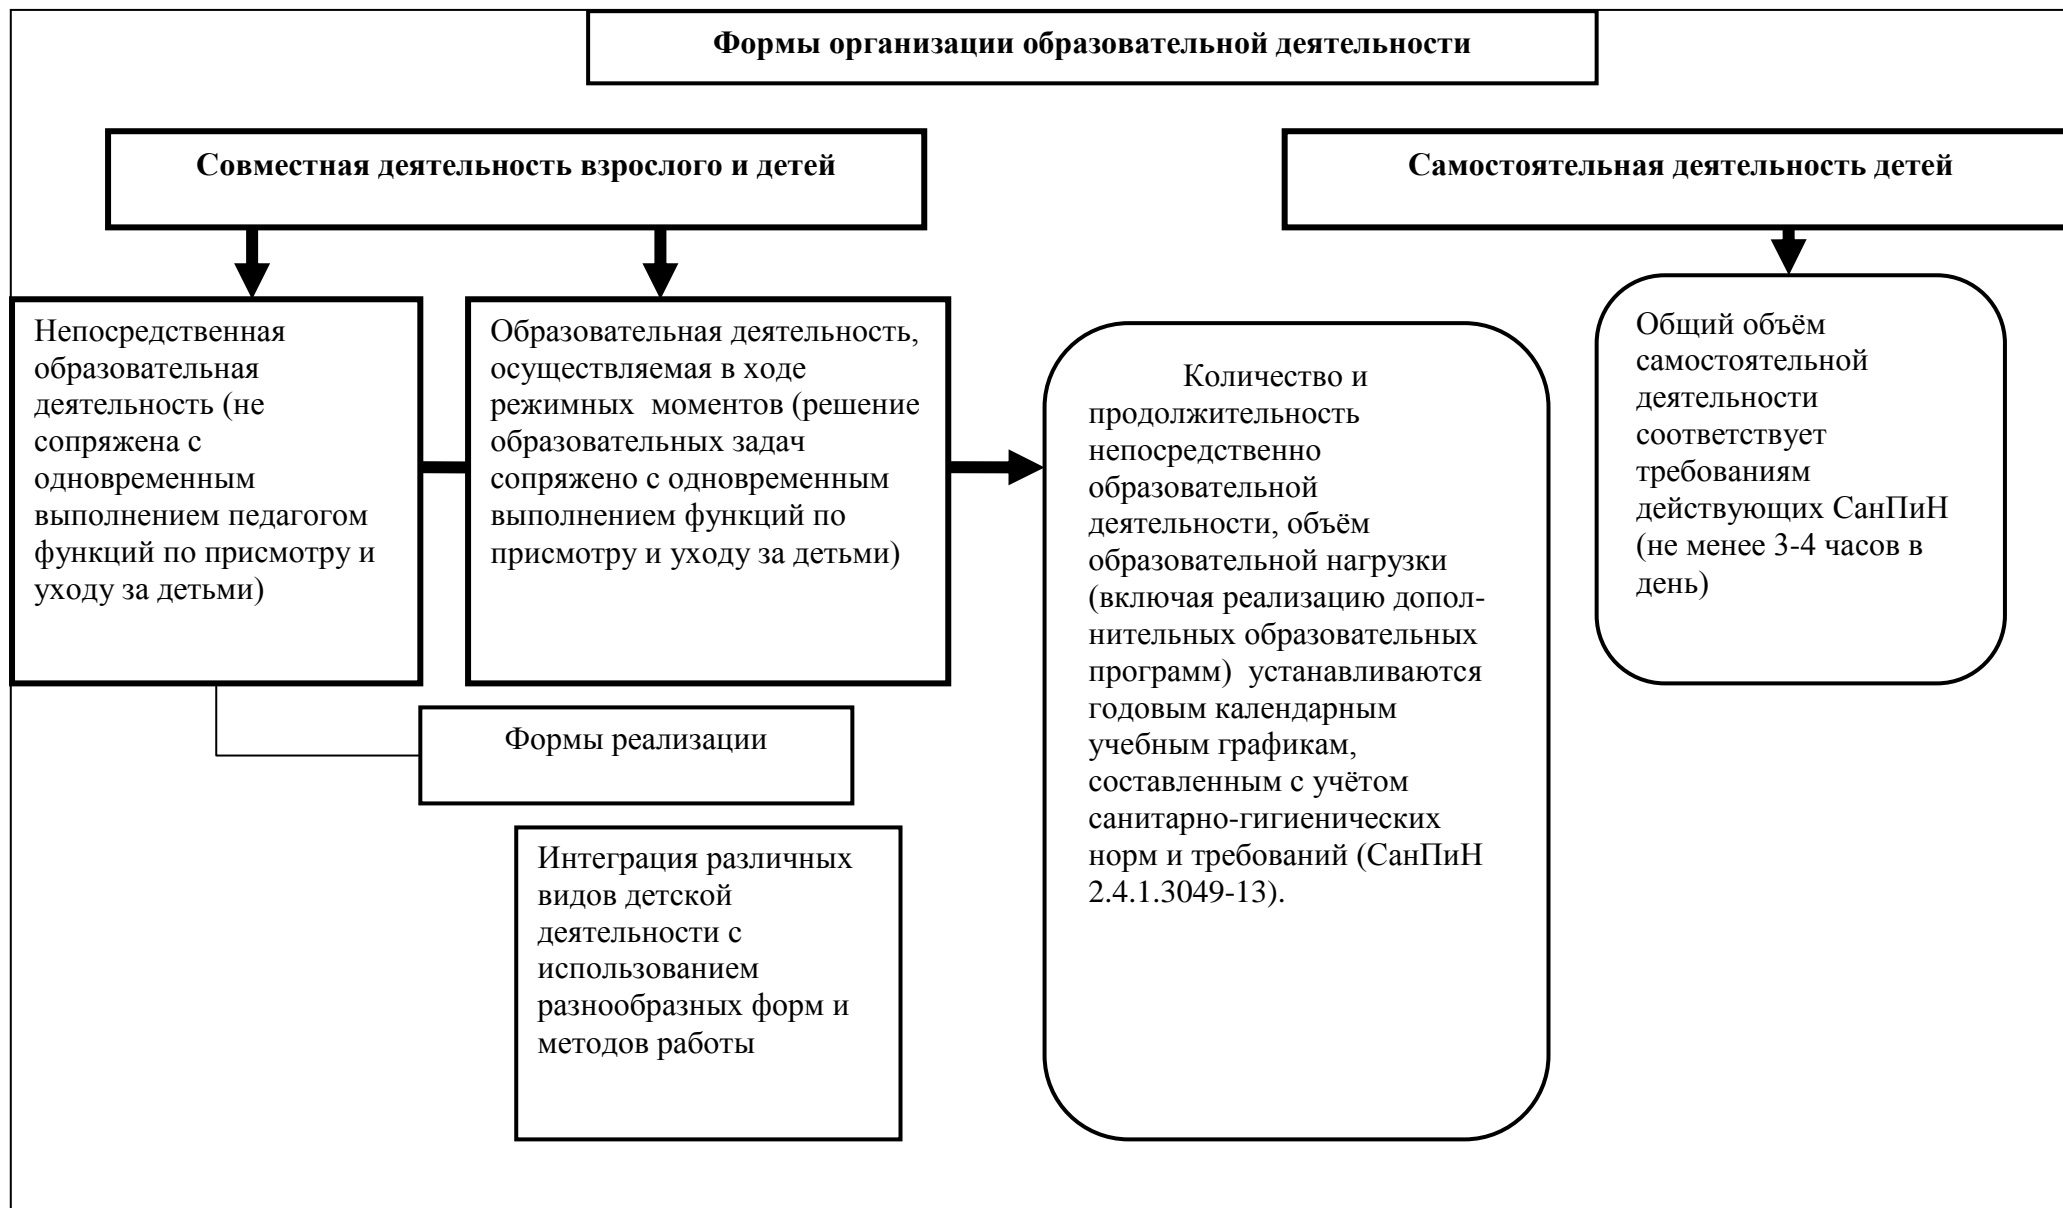 Формы организации образовательной деятельности
Совместная деятельность взрослого и детей
Самостоятельная деятельность детей
Непосредственная
образовательная
деятельность (не
сопряжена с
одновременным
выполнением педагогом
функций по присмотру и
уходу за детьми)
Образовательная деятельность,
осуществляемая в ходе
режимных моментов (решение
образовательных задач
сопряжено с одновременным
выполнением функций по
присмотру и уходу за детьми)
Количество и
продолжительность
непосредственно
образовательной
деятельности, объём
образовательной нагрузки
(включая реализацию допол-
нительных образовательных
программ) устанавливаются
годовым календарным
учебным графикам,
составленным с учётом
санитарно-гигиенических
норм и требований (СанПиН
2.4.1.3049-13).
Общий объём
самостоятельной
деятельности
соответствует
требованиям
действующих СанПиН
(не менее 3-4 часов в
день)
Формы реализации
Интеграция различных
видов детской
деятельности с
использованием
разнообразных форм и
методов работы